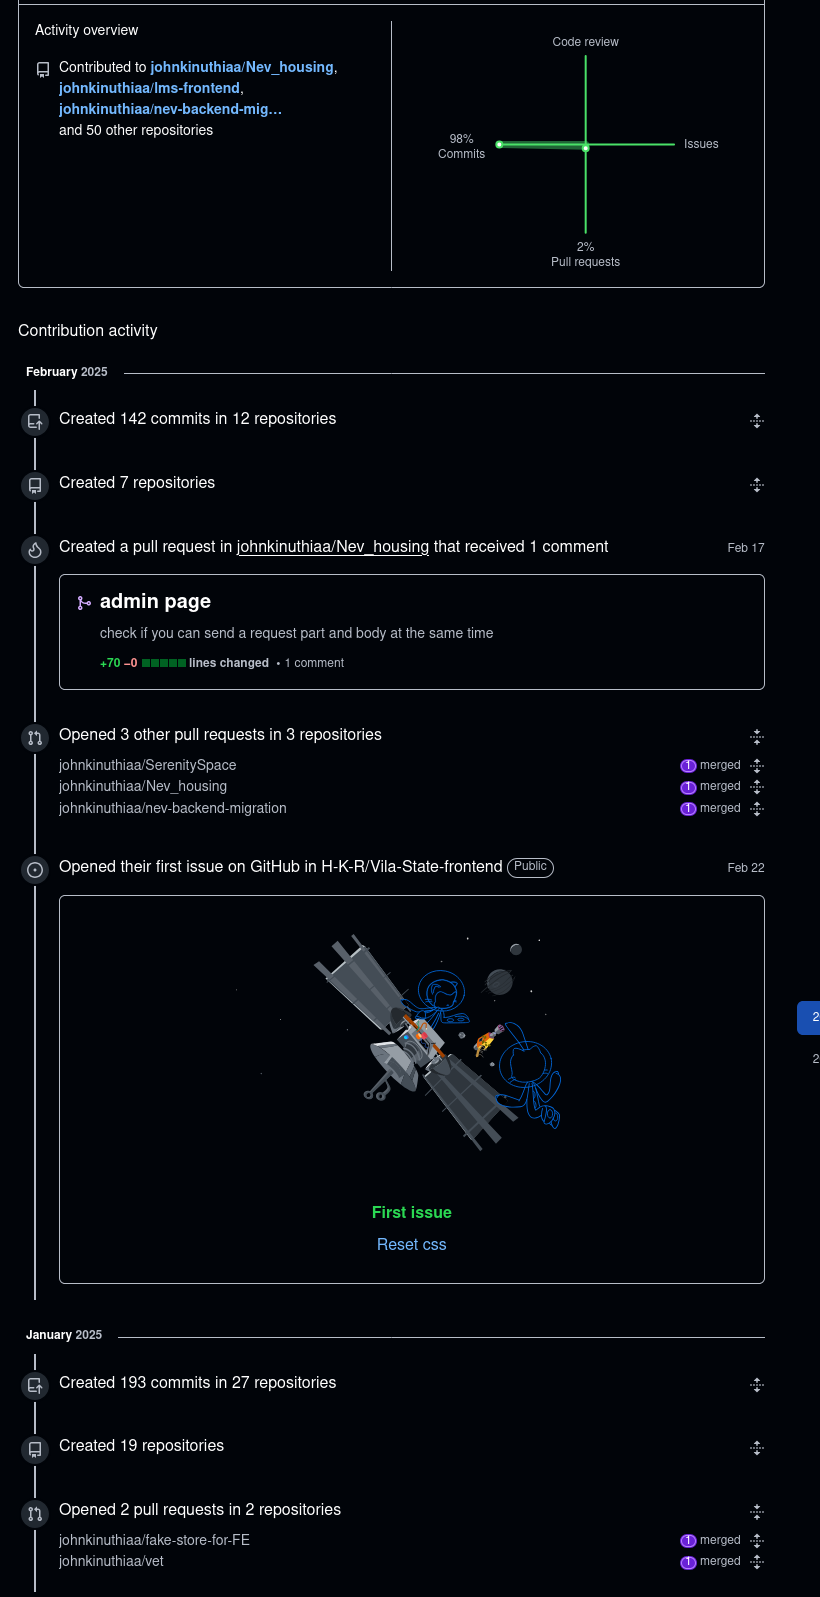 Activity overview
Contributed to johnkinuthiaa/Nev_housing,
johnkinuthiaa/lms-frontend,
johnkinuthiaa/nev-backend-mig…
and 50 other repositories
Code review
98%
Commits
Issues
2%
Pull requests
Contribution activity
February 2025
Created 142 commits in 12 repositories
Created 7 repositories
Created a pull request in johnkinuthiaa/Nev_housing that received 1 comment Feb 17
admin page
check if you can send a request part and body at the same time
+70 −0 lines changed • 1 comment
Opened 3 other pull requests in 3 repositories
johnkinuthiaa/SerenitySpace 1 merged
johnkinuthiaa/Nev_housing 1 merged
johnkinuthiaa/nev-backend-migration 1 merged
Opened their first issue on GitHub in H-K-R/Vila-State-frontend Public Feb 22
2
2
First issue
Reset css
January 2025
Created 193 commits in 27 repositories
Created 19 repositories
Opened 2 pull requests in 2 repositories
johnkinuthiaa/fake-store-for-FE 1 merged
johnkinuthiaa/vet 1 merged